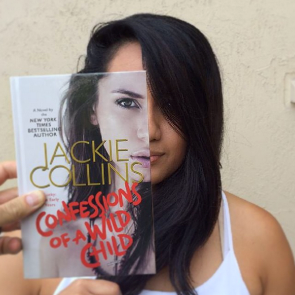 A Novel by
the
NEW YORK
TIMES
BESTSELLING
AUTHOR
JACKIE
COLLINS
CONFESSIONS
OF A WILD
CHILD